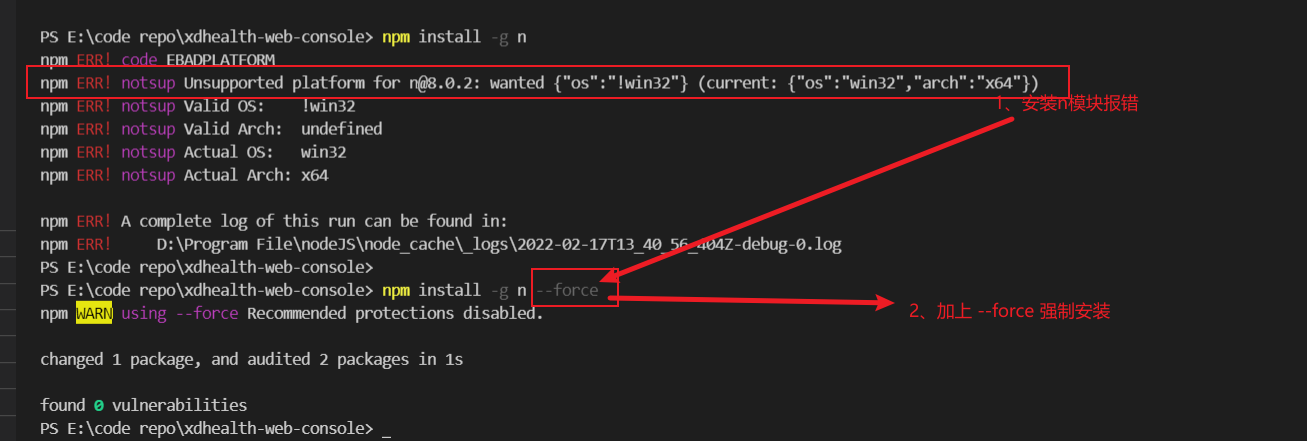 PS E:\code repo\xdhealth-web-console> npm install -g n
npm ERR! code EBADPLATFORM
npm ERR! notsup Unsupported platform for n@8.0.2: wanted {"os":"!win32"} (current: {"os":"win32","arch":"x64"})
npm ERR! notsup Valid OS:    !win32
1、安装n模块报错
npm ERR! notsup Valid Arch:  undefined
npm ERR! notsup Actual OS:   win32
npm ERR! notsup Actual Arch: x64
npm ERR! A complete log of this run can be found in:
npm ERR!     D:\Program File\nodeJS\node_cache\_logs\2022-02-17T13_40_56_404Z-debug-0.log
PS E:\code repo\xdhealth-web-console>
PS E:\code repo\xdhealth-web-console> npm install -g n --force
npm WARN using --force Recommended protections disabled.
2、加上 --force 强制安装
changed 1 package, and audited 2 packages in 1s
found 0 vulnerabilities
PS E:\code repo\xdhealth-web-console> _